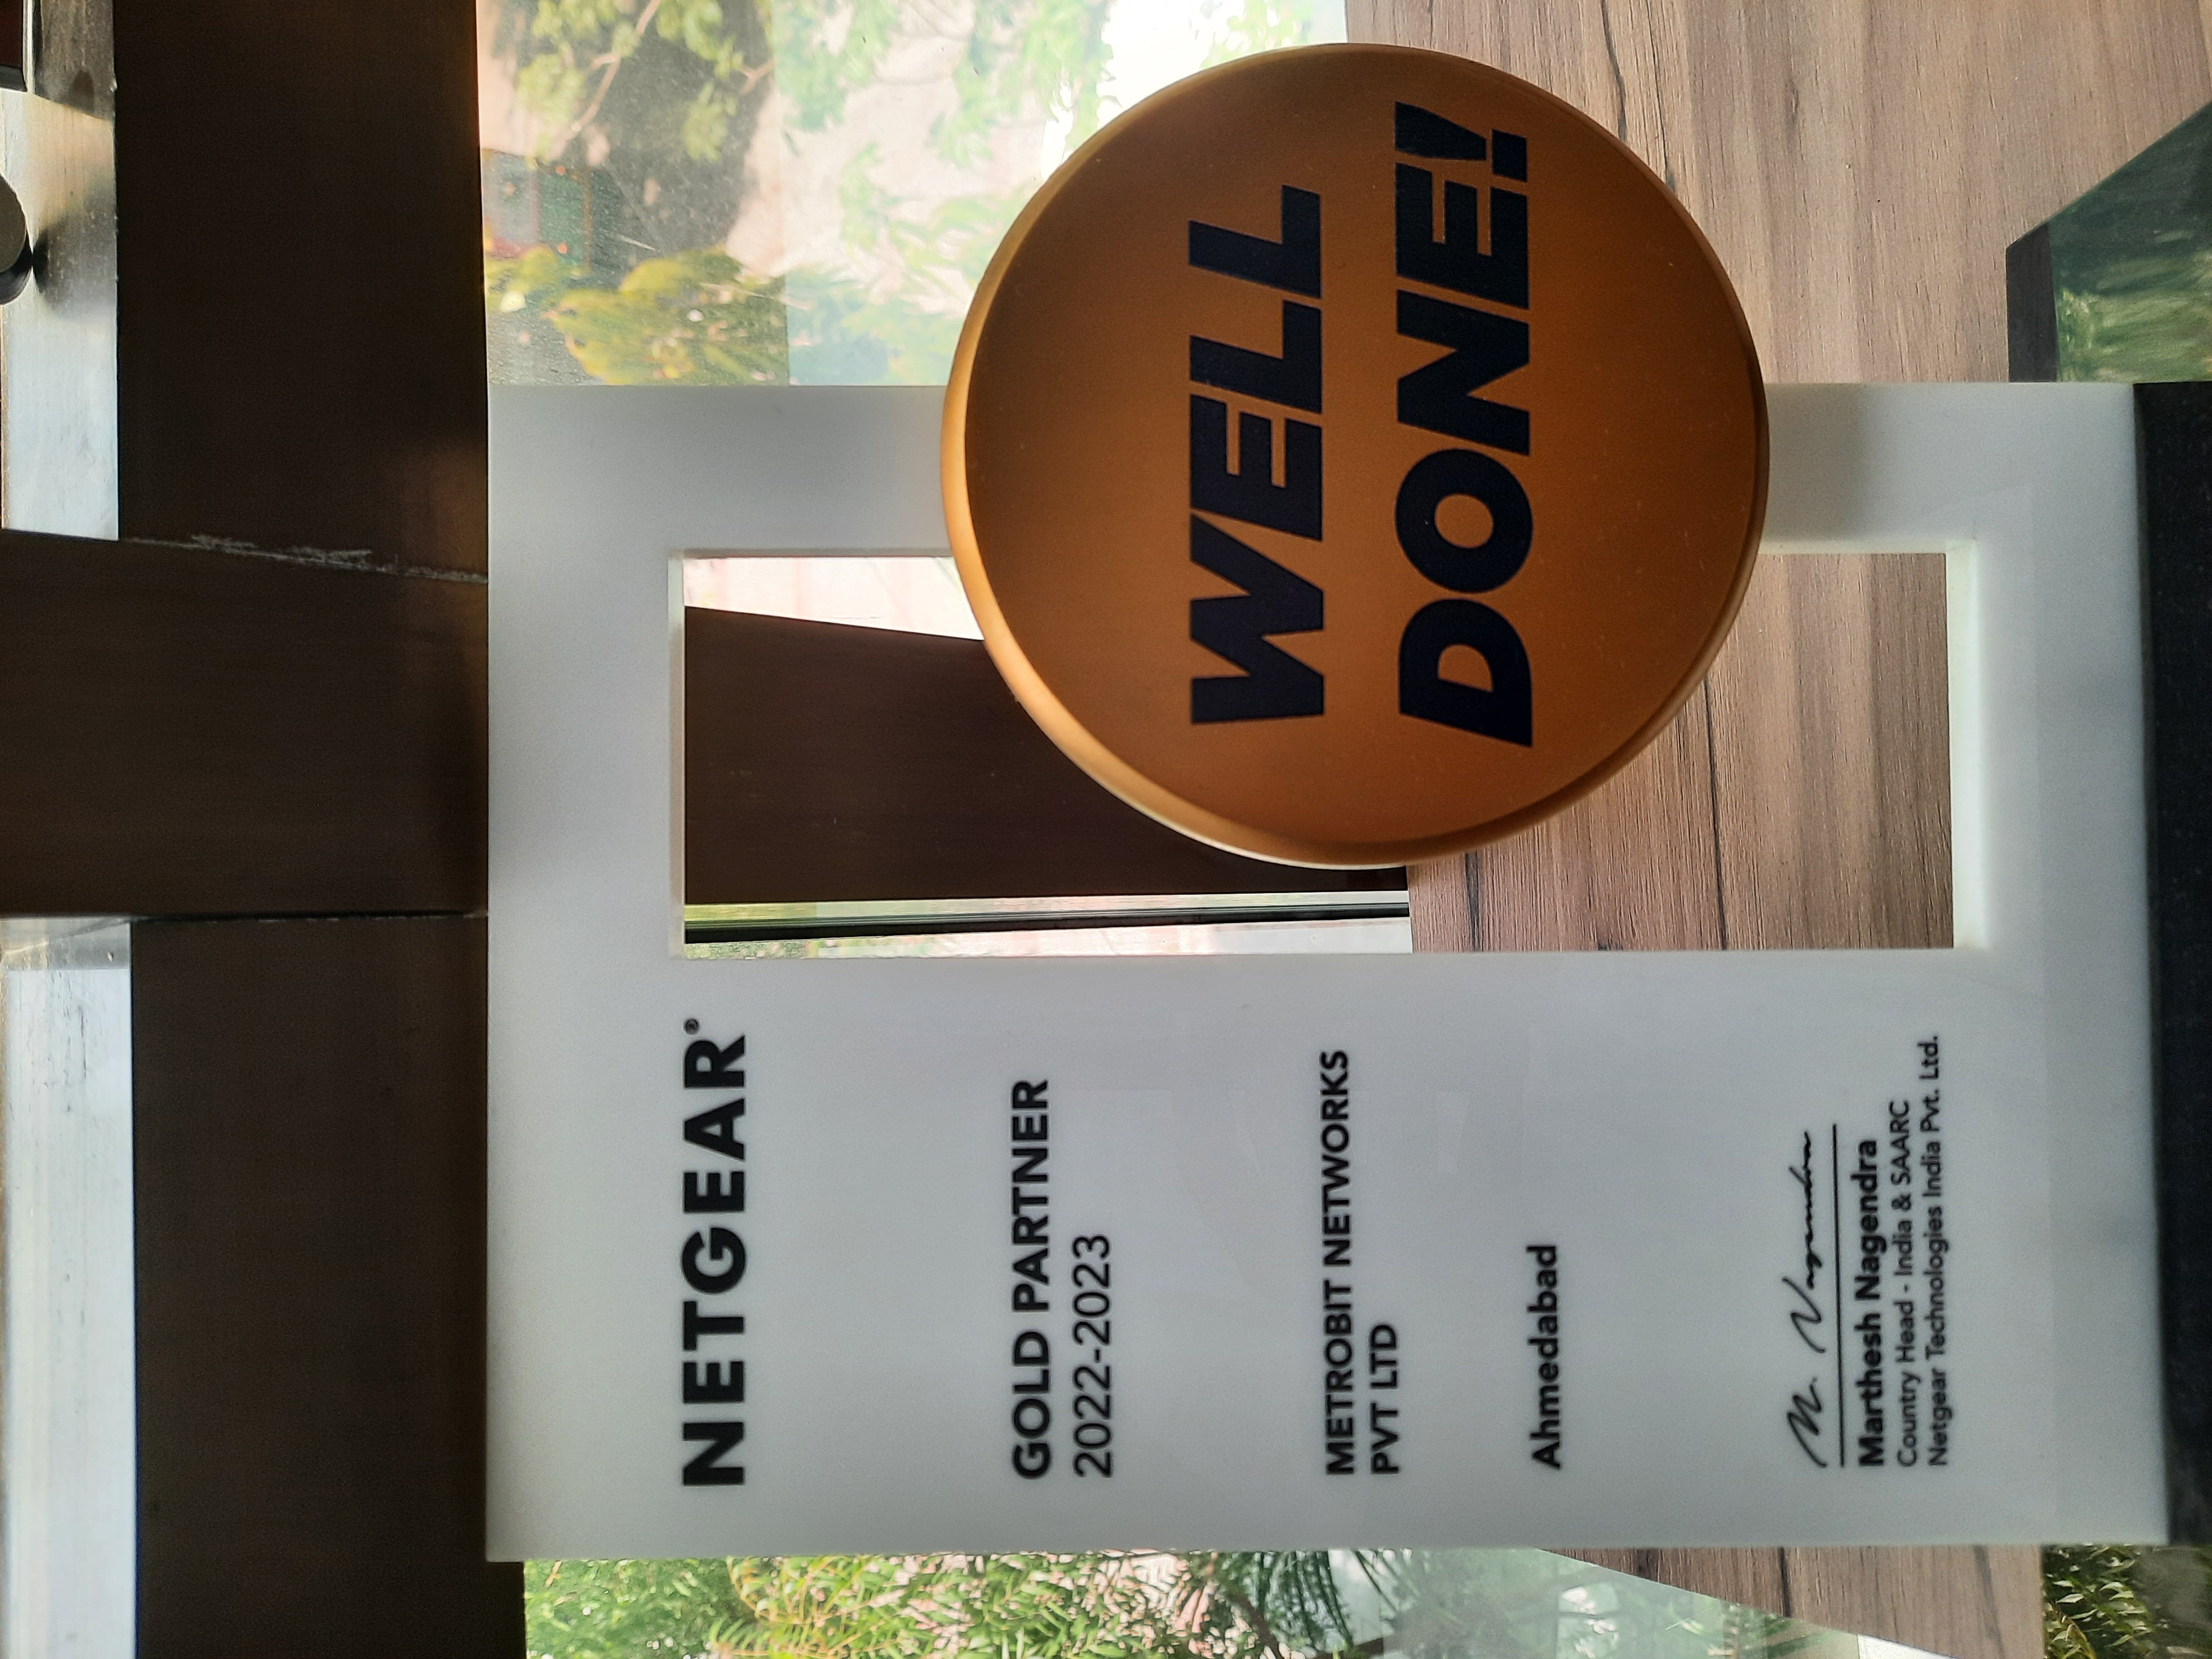 NETGEAR®
GOLD PARTNER
2022-2023
METROBIT NETWORKS
PVT LTD
Ahmedabad
M. Nagendra
Marthesh Nagendra
Country Head - India & SAARC
Netgear Technologies India Pvt. Ltd.
WELL
DONE!